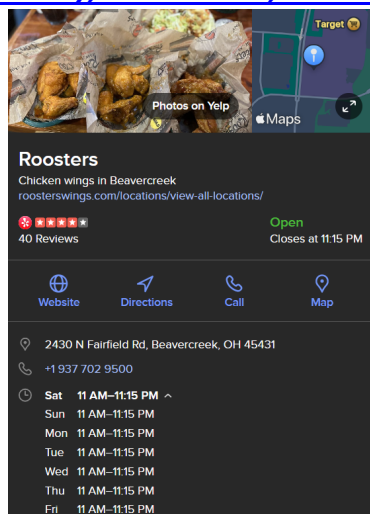 Target
Photos on Yelp
Maps
Roosters
Chicken wings in Beavercreek
roosterswings.com/locations/view-all-locations/
Open
40 Reviews
Closes at 11:15 PM
Website
Directions
Call
Map
2430 N Fairfield Rd, Beavercreek, OH 45431
+1 937 702 9500
Sat 11 AM–11:15 PM
Sun 11 AM–11:15 PM
Mon 11 AM–11:15 PM
Tue 11 AM–11:15 PM
Wed 11 AM–11:15 PM
Thu 11 AM–11:15 PM
Fri 11 AM–11:15 PM